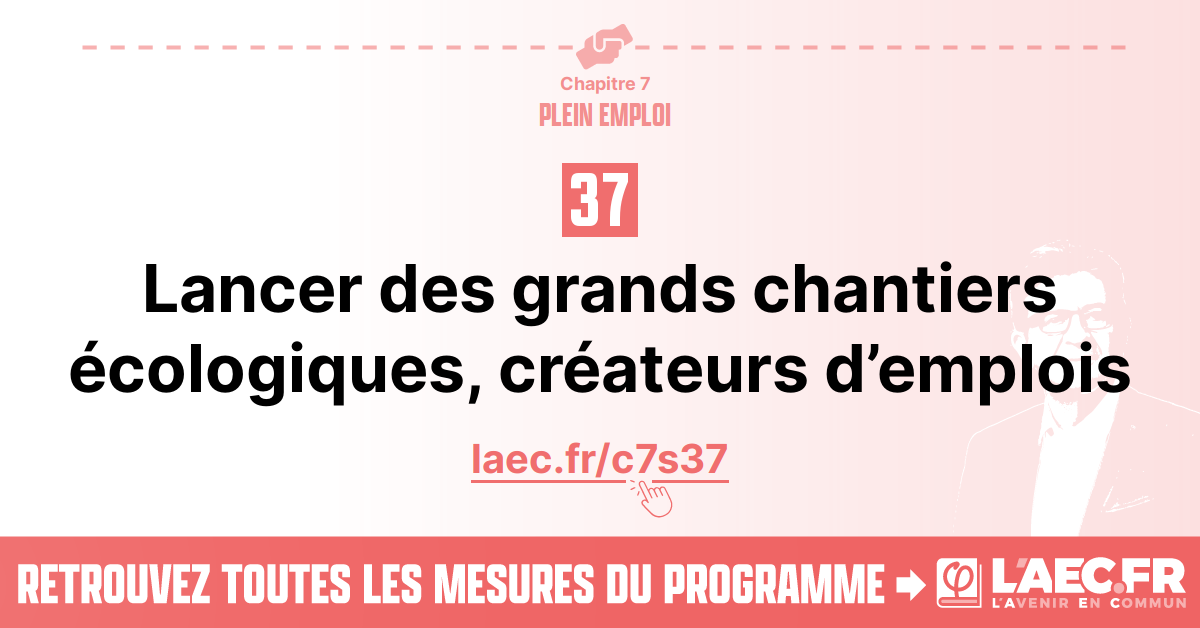 Chapitre 7
PLEIN EMPLOI
37
Lancer des grands chantiers
écologiques, créateurs d’emplois
laec.fr/c7s37
RETROUVEZ TOUTES LES MESURES DU PROGRAMME
L'AEC.FR
L'AVENIR EN COMMUN